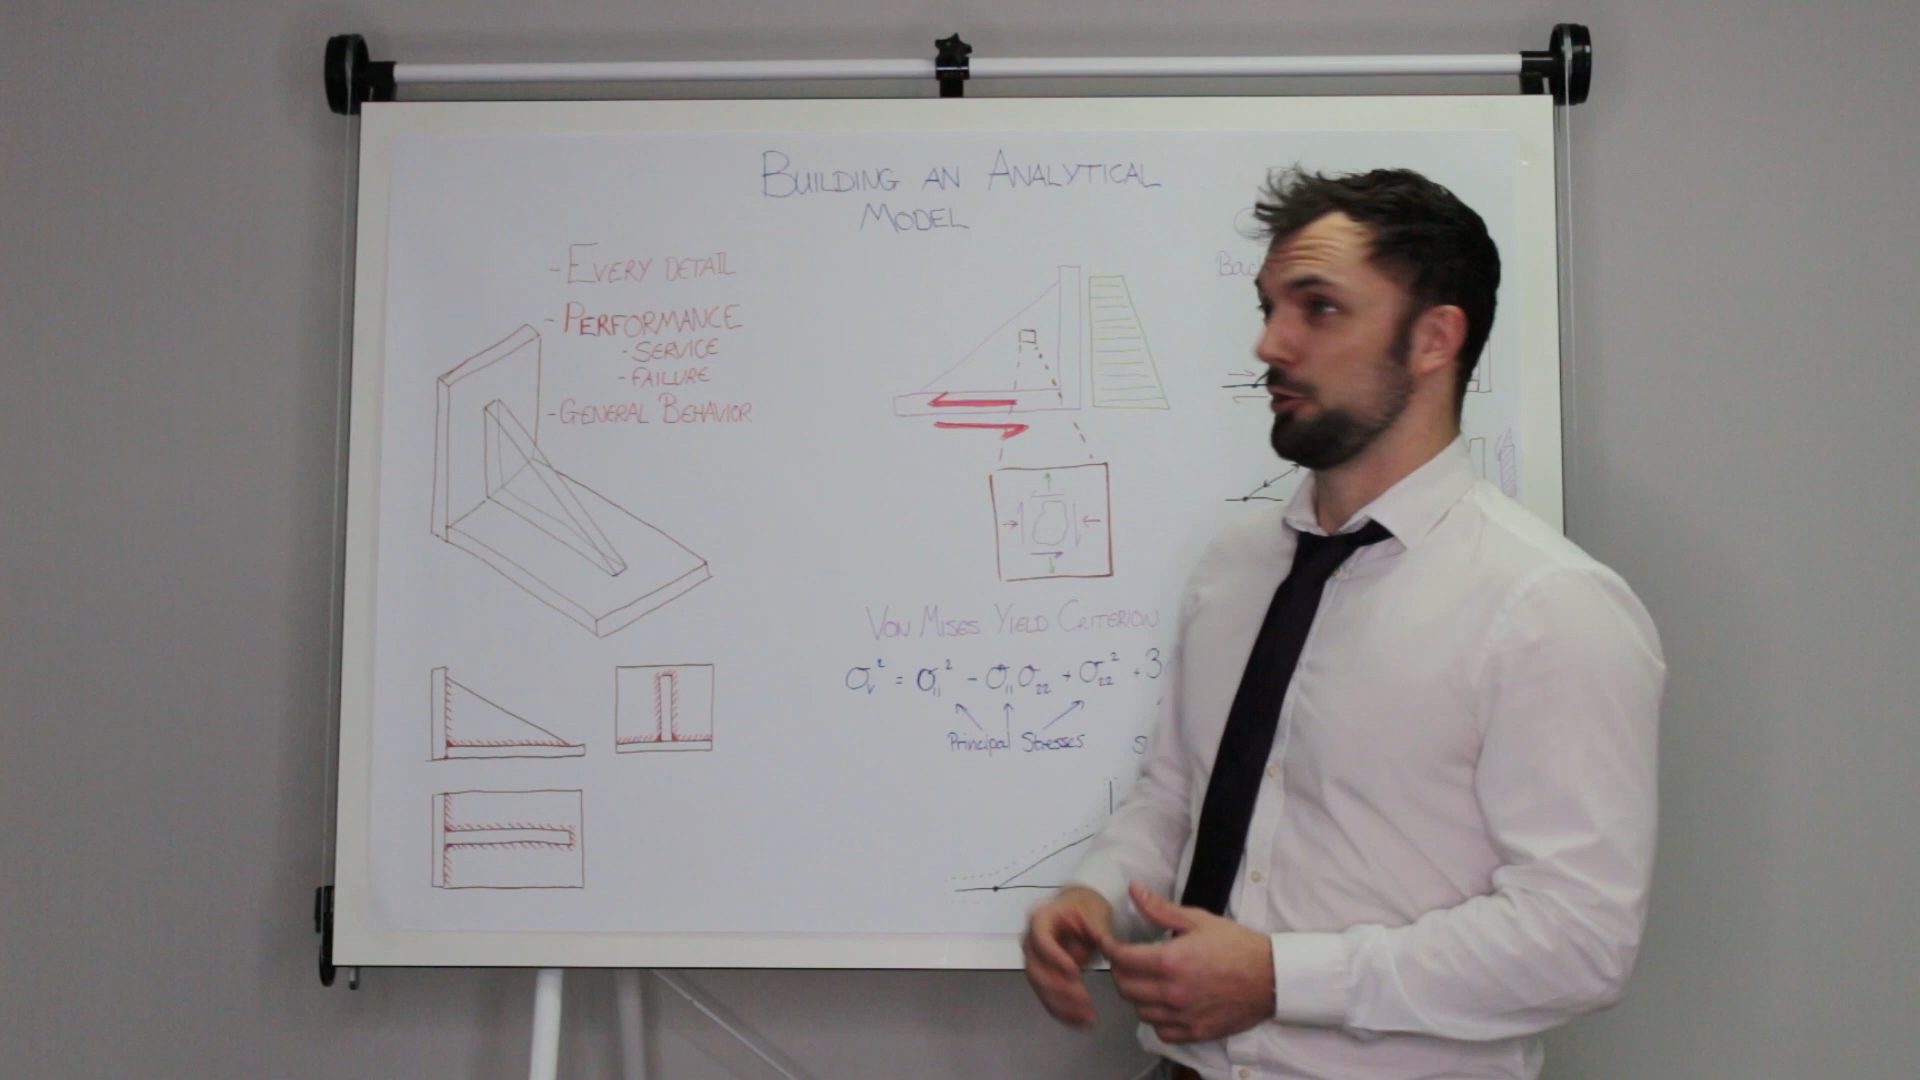 BUILDING AN ANALYTICAL
MODEL
- EVERY DETAIL
- PERFORMANCE
- SERVICE
- FAILURE
- GENERAL BEHAVIOR
VON MISES YIELD CRITERION
σᵥ² = σ₁₁² - σ₁₁σ₂₂ + σ₂₂² + 3
Principal Stresses
S
Bac